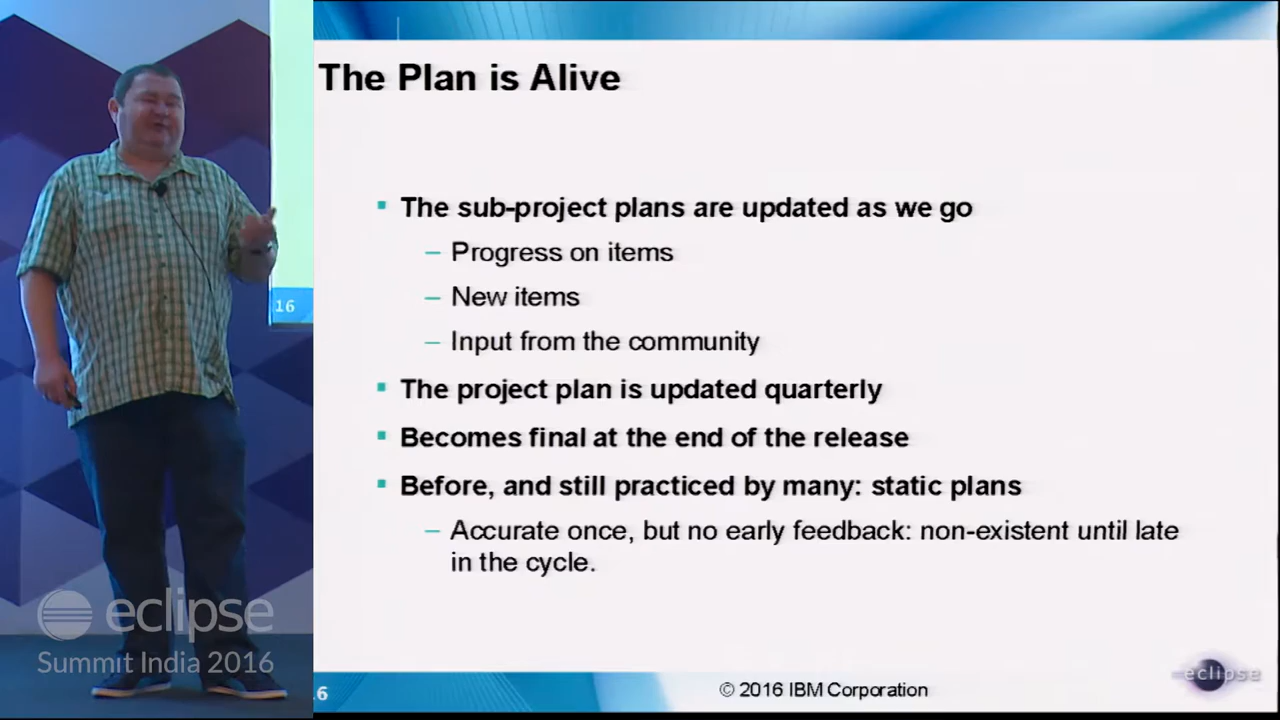 The Plan is Alive
The sub-project plans are updated as we go
– Progress on items
– New items
– Input from the community
The project plan is updated quarterly
Becomes final at the end of the release
Before, and still practiced by many: static plans
– Accurate once, but no early feedback: non-existent until late
in the cycle.
16
eclipse
Summit India 2016
6
© 2016 IBM Corporation
eclipse